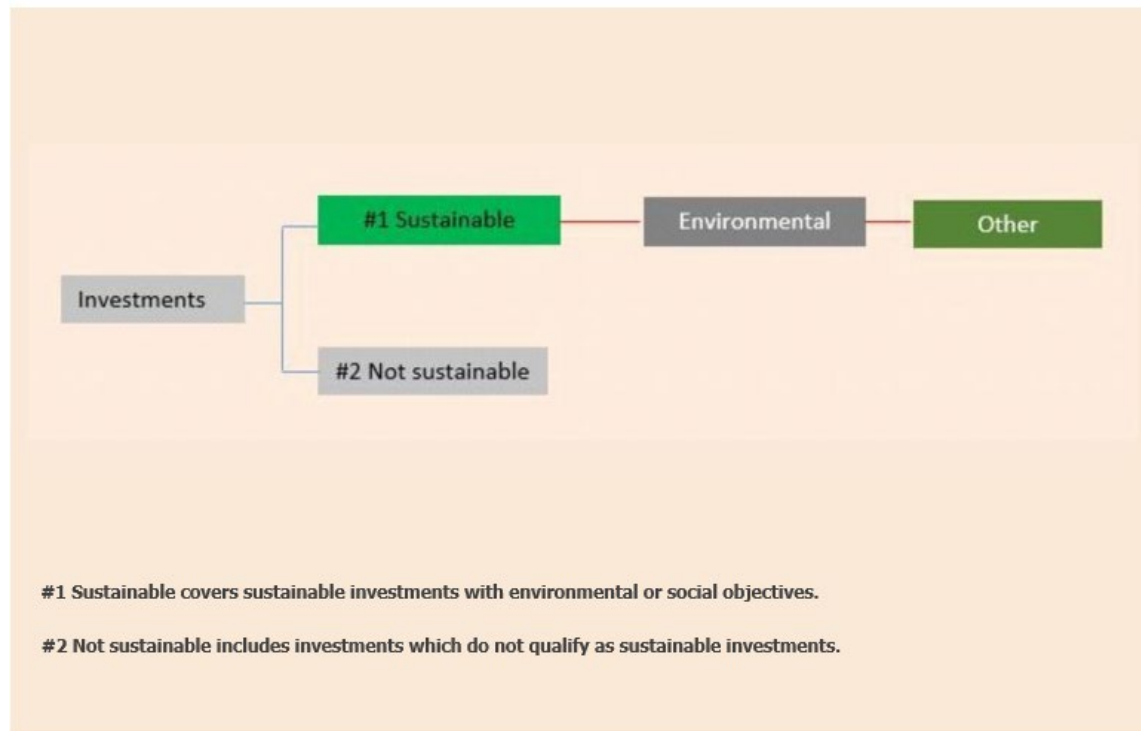 #1 Sustainable
Environmental
Other
Investments
#2 Not sustainable
#1 Sustainable covers sustainable investments with environmental or social objectives.
#2 Not sustainable includes investments which do not qualify as sustainable investments.